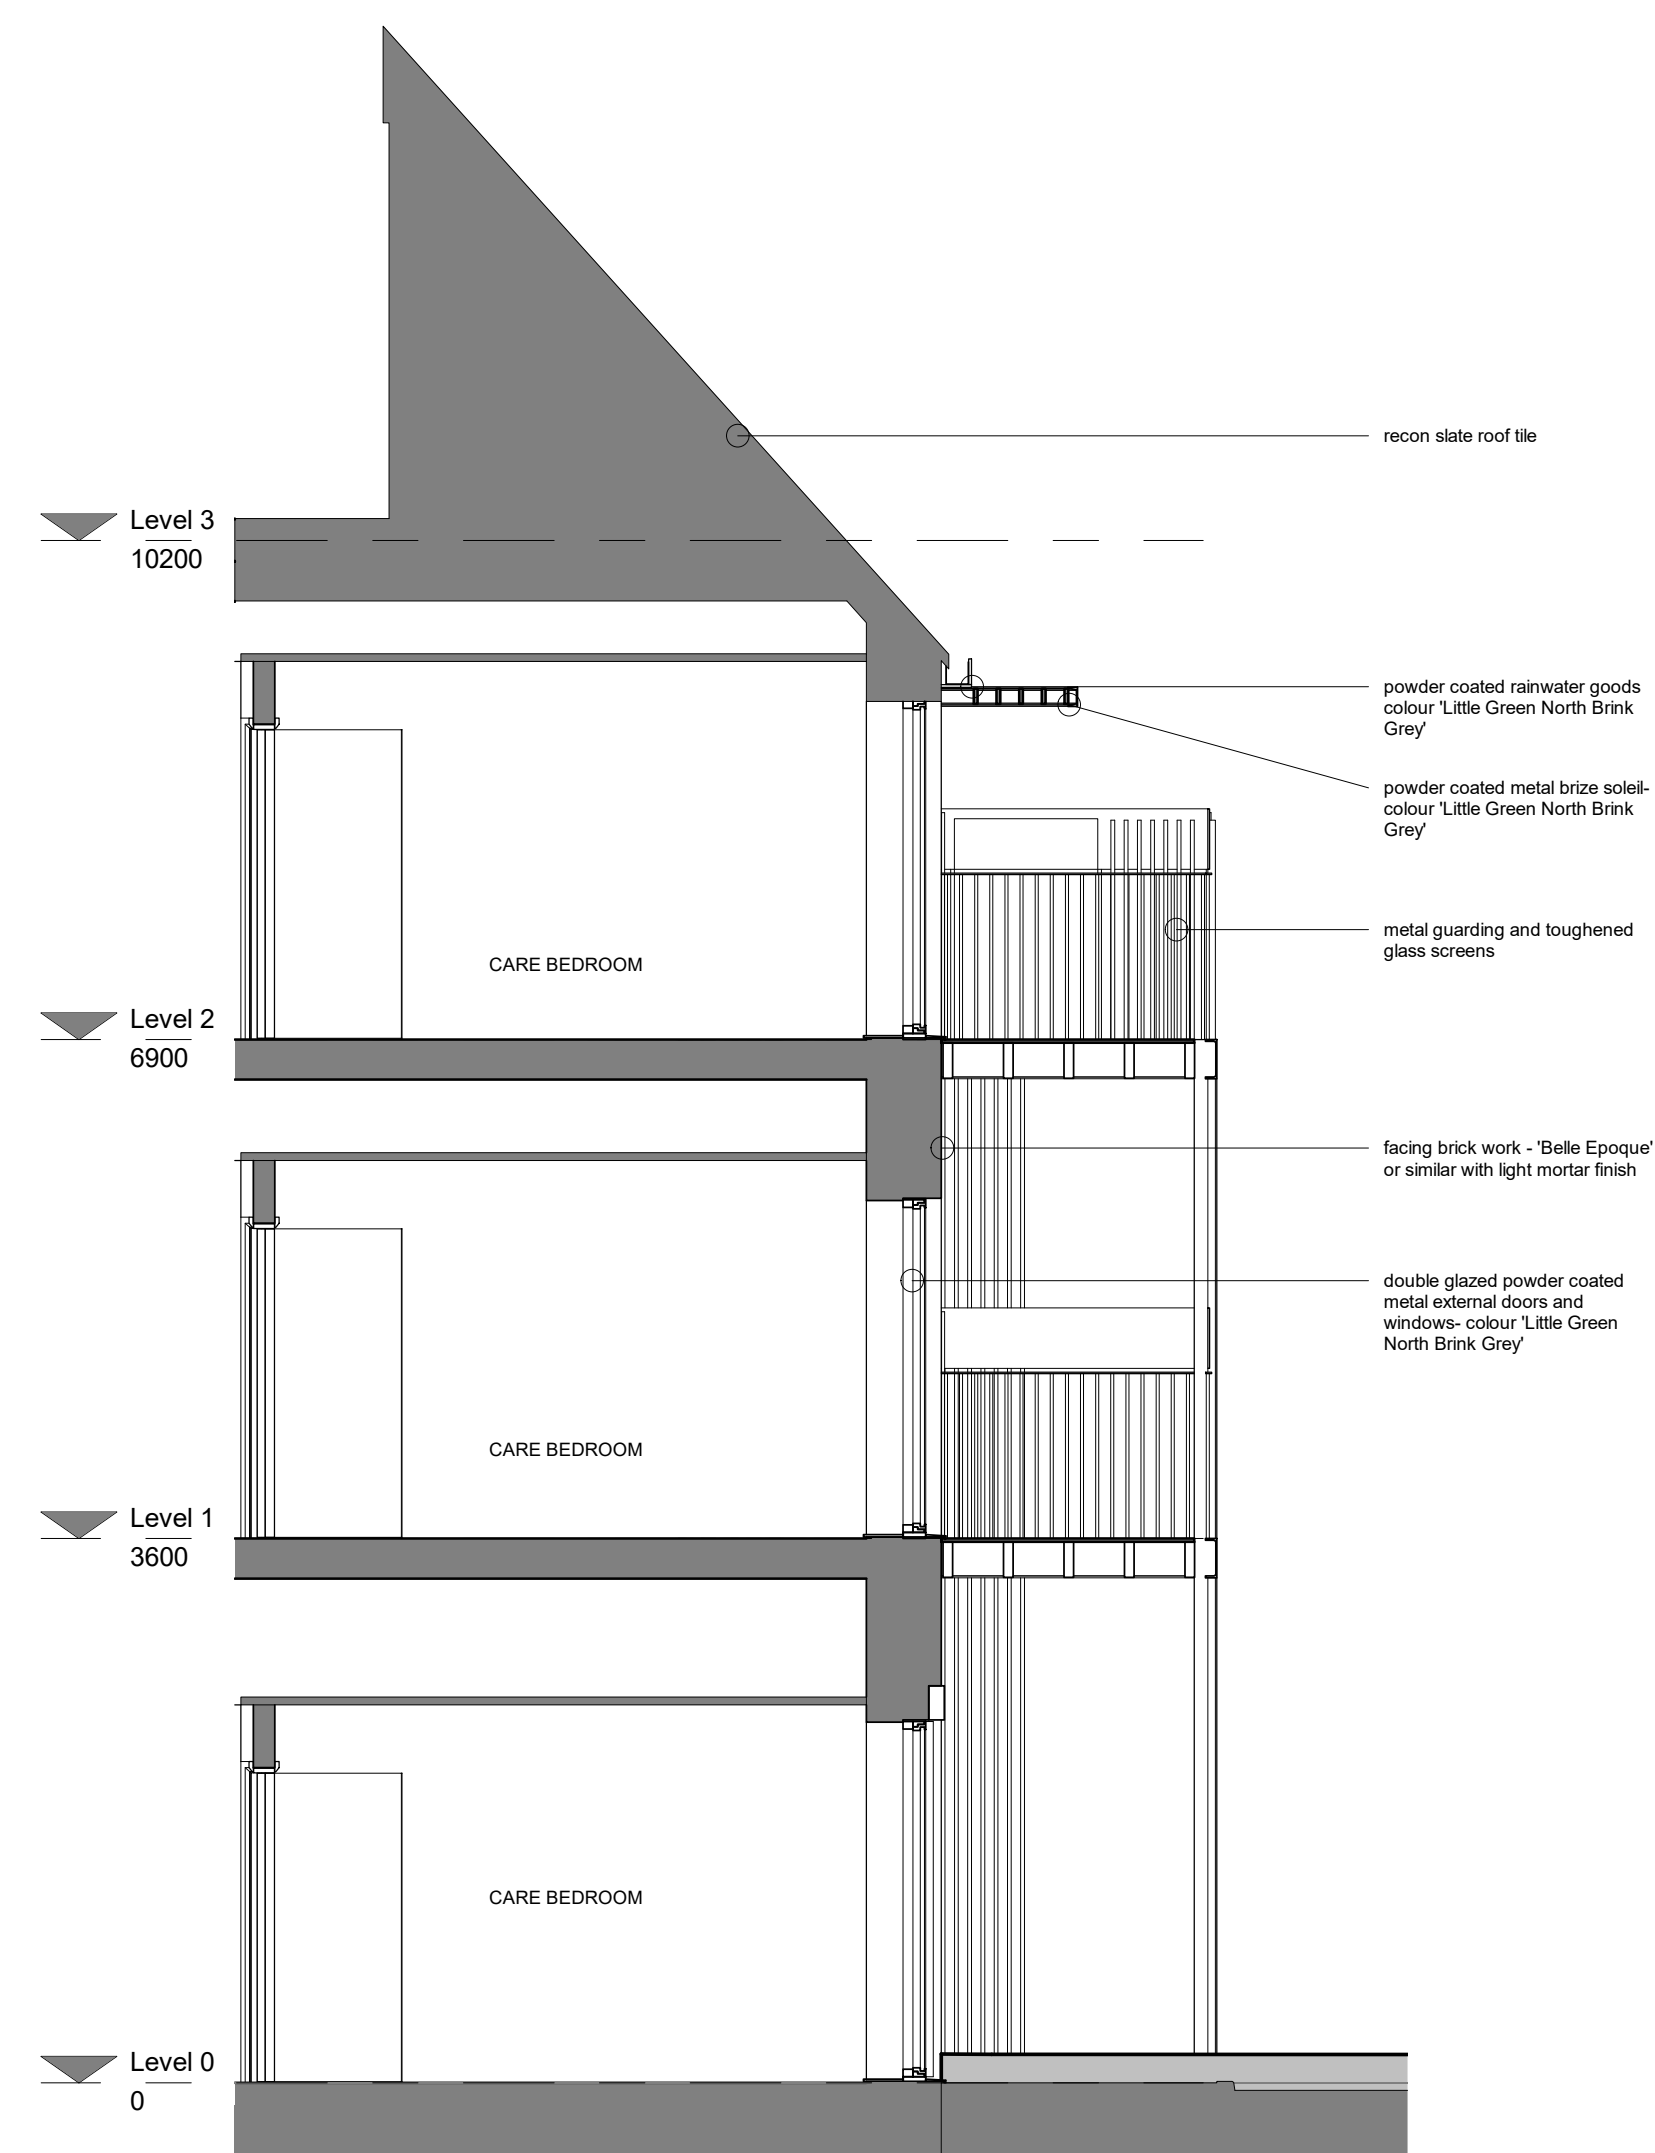 recon slate roof tile
Level 3
10200
powder coated rainwater goods
colour 'Little Green North Brink
Grey'
powder coated metal brize soleil-
colour 'Little Green North Brink
Grey'
metal guarding and toughened
glass screens
CARE BEDROOM
Level 2
6900
facing brick work - 'Belle Epoque'
or similar with light mortar finish
double glazed powder coated
metal external doors and
windows- colour 'Little Green
North Brink Grey'
CARE BEDROOM
Level 1
3600
CARE BEDROOM
Level 0
0